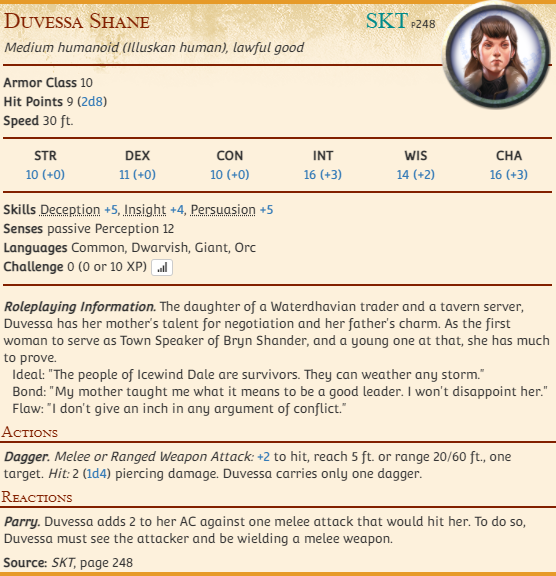 Duvessa Shane SKT P248
Medium humanoid (Illuskan human), lawful good
Armor Class 10
Hit Points 9 (2d8)
Speed 30 ft.
STR DEX CON INT WIS CHA
10 (+0) 11 (+0) 10 (+0) 16 (+3) 14 (+2) 16 (+3)
Skills Deception +5, Insight +4, Persuasion +5
Senses passive Perception 12
Languages Common, Dwarvish, Giant, Orc
Challenge 0 (0 or 10 XP)
Roleplaying Information. The daughter of a Waterdhavian trader and a tavern server,
Duvessa has her mother's talent for negotiation and her father's charm. As the first
woman to serve as Town Speaker of Bryn Shander, and a young one at that, she has much
to prove.
Ideal: "The people of Icewind Dale are survivors. They can weather any storm."
Bond: "My mother taught me what it means to be a good leader. I won't disappoint her."
Flaw: "I don't give an inch in any argument of conflict."
Actions
Dagger. Melee or Ranged Weapon Attack: +2 to hit, reach 5 ft. or range 20/60 ft., one
target. Hit: 2 (1d4) piercing damage. Duvessa carries only one dagger.
Reactions
Parry. Duvessa adds 2 to her AC against one melee attack that would hit her. To do so,
Duvessa must see the attacker and be wielding a melee weapon.
Source: SKT, page 248